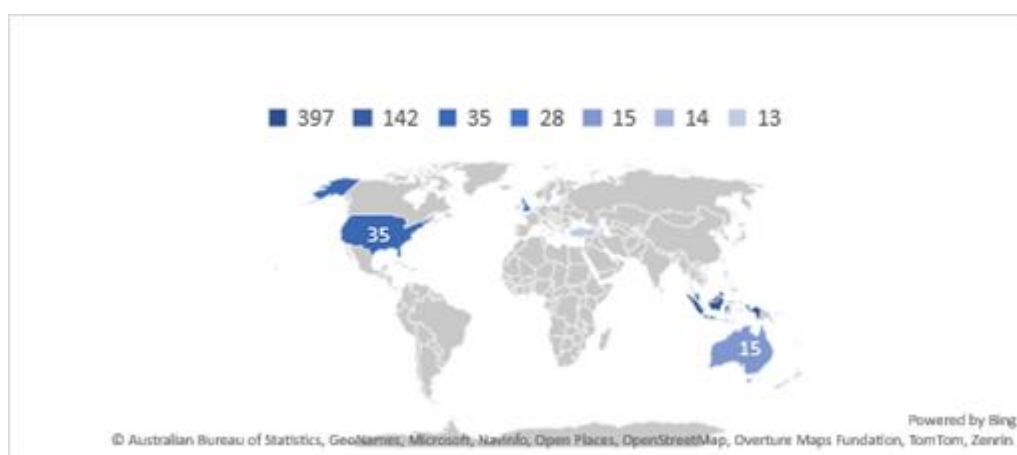 397 142 35 28 15 14 13
35
15
Powered by Bing
© Australian Bureau of Statistics, GeoNames, Microsoft, Navinfo, Open Places, OpenStreetMap, Overture Maps Fundation, TomTom, Zenrin